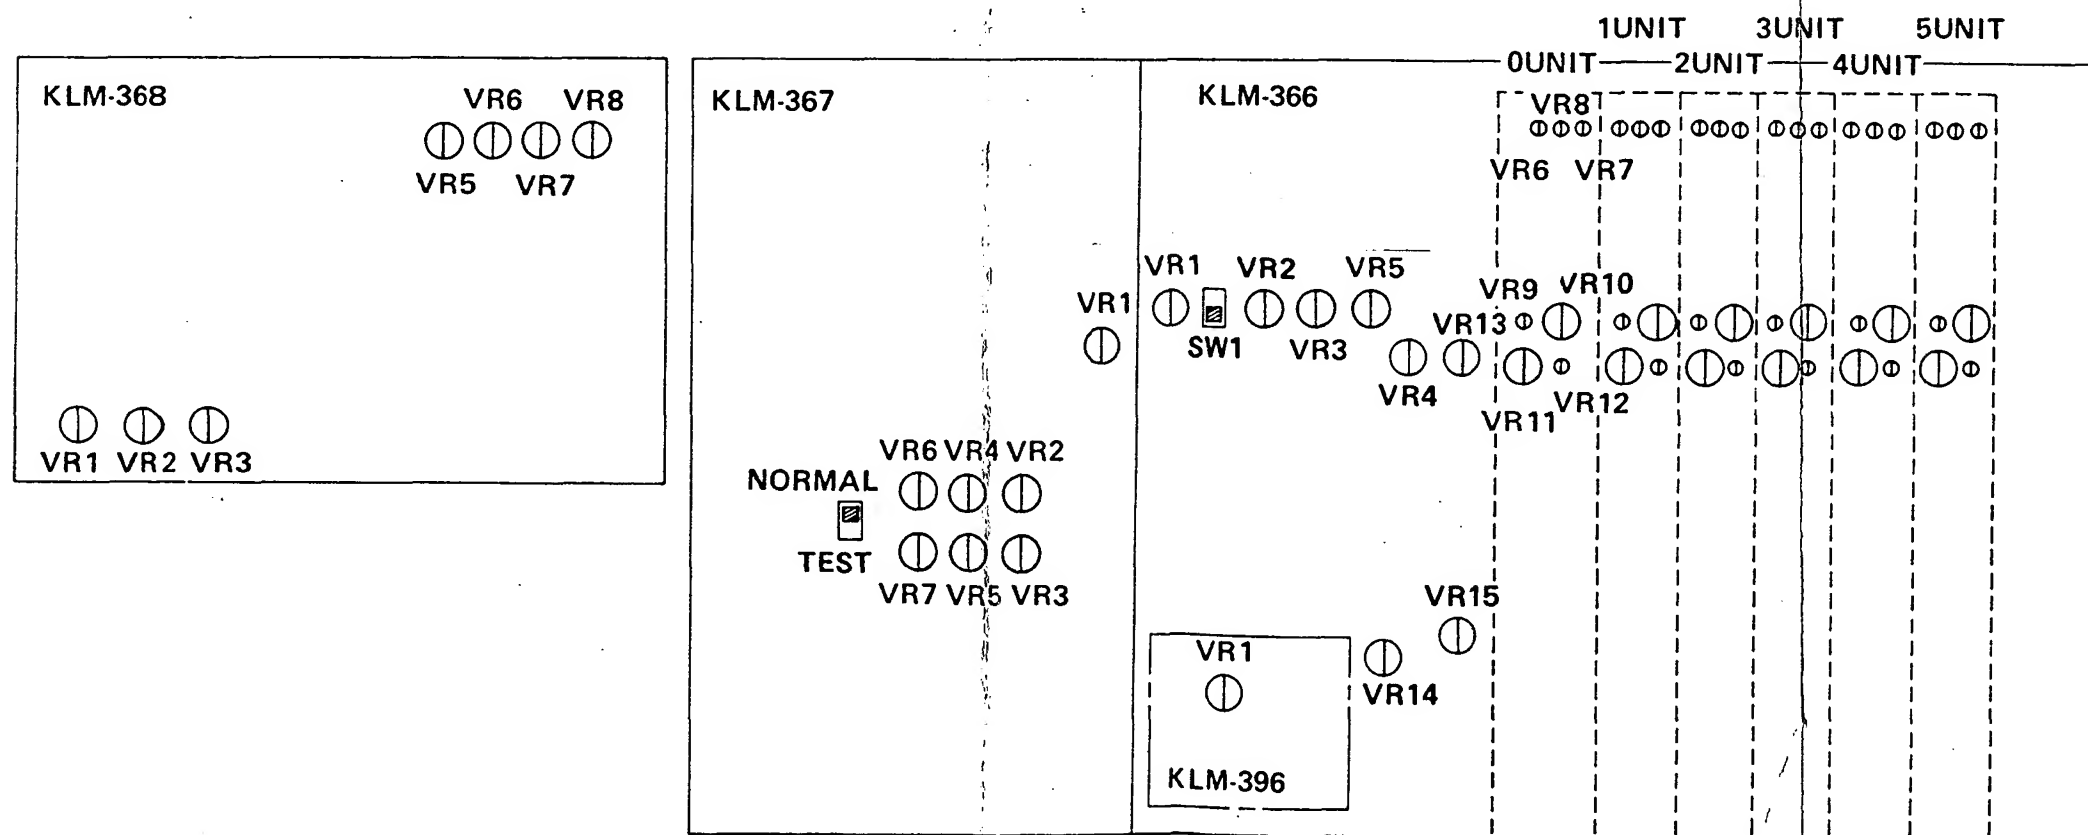 1UNIT 3UNIT 5UNIT
0UNIT 2UNIT 4UNIT
KLM-368
VR6 VR8
VR5 VR7
VR1 VR2 VR3
KLM-367
VR1
NORMAL
TEST
VR6 VR4 VR2
VR7 VR5 VR3
KLM-366
VR8
VR6 VR7
VR1 VR2 VR5
SW1 VR3
VR13
VR4
VR9 VR10
VR11 VR12
VR15
VR14
VR1
KLM-396